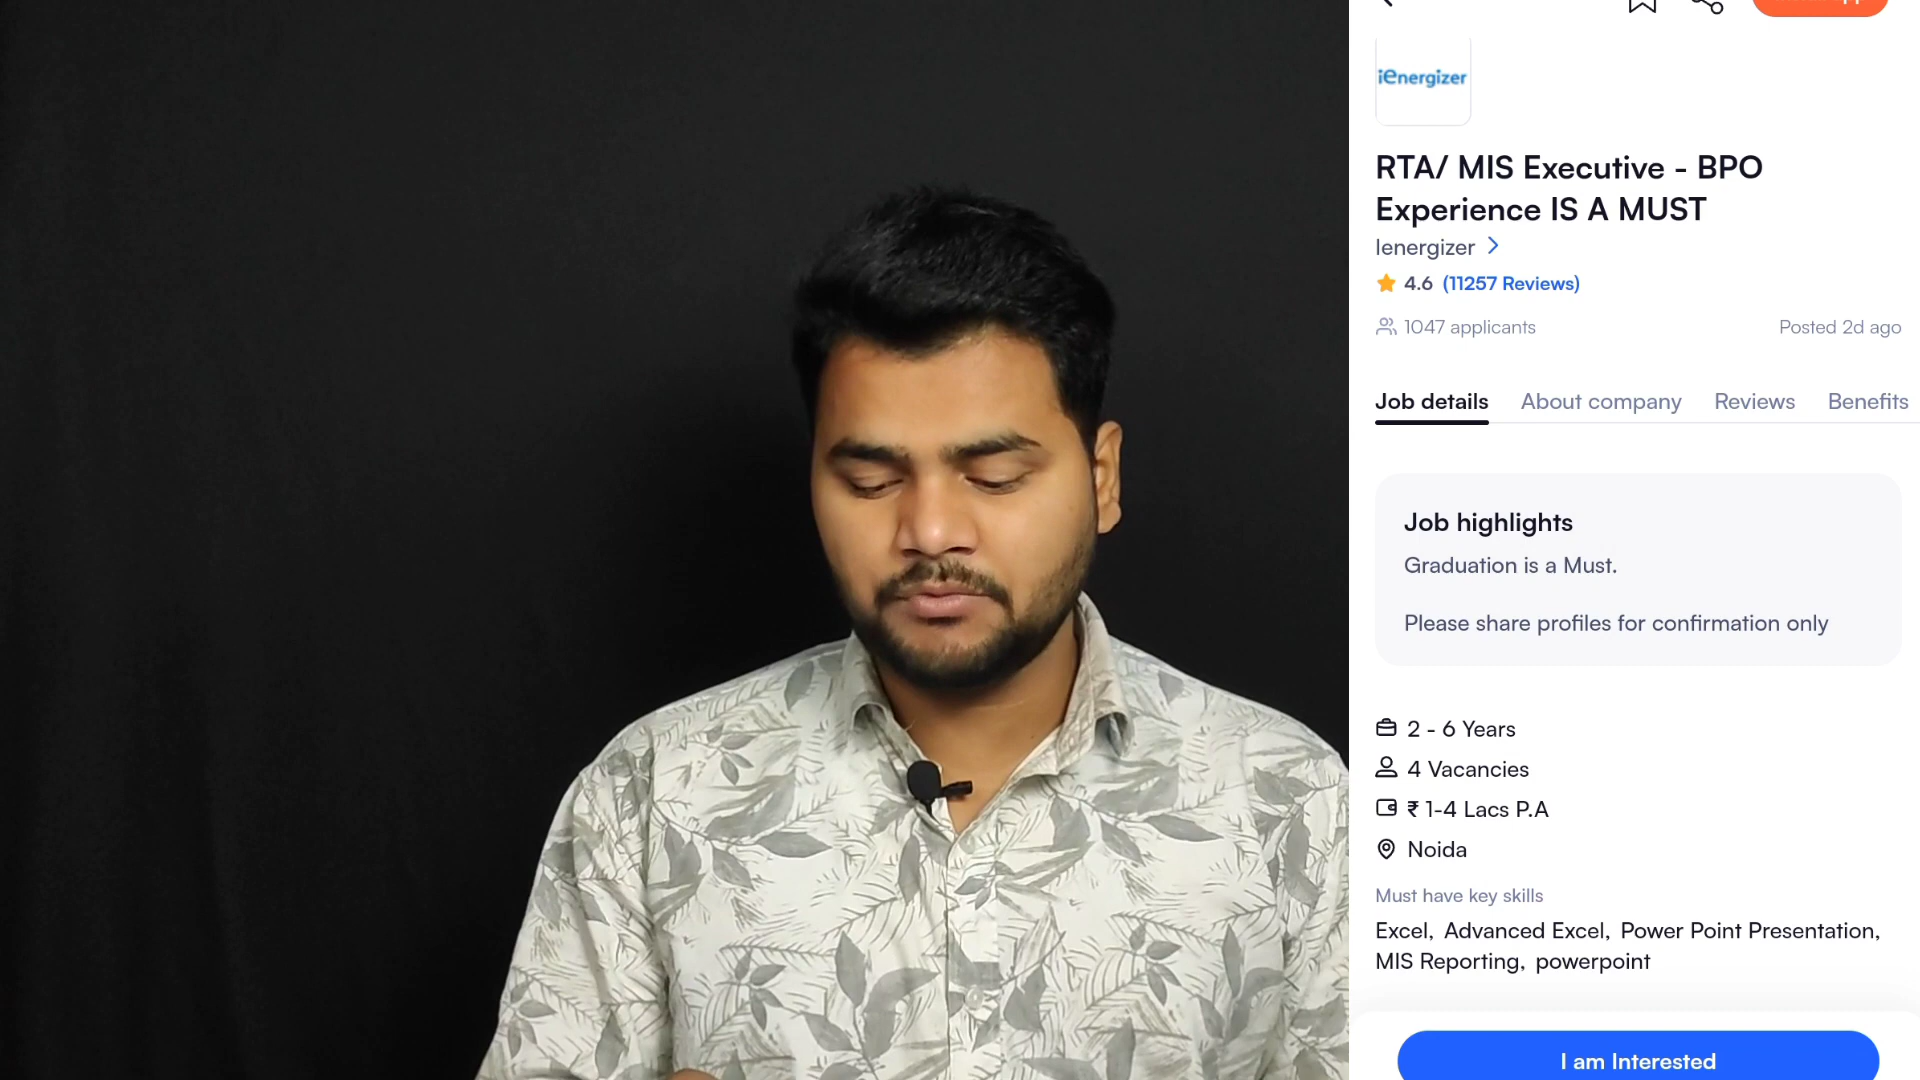 ienergizer
RTA/ MIS Executive - BPO
Experience IS A MUST
Ienergizer
4.6 (11257 Reviews)
1047 applicants
Posted 2d ago
Job details About company Reviews Benefits
Job highlights
Graduation is a Must.
Please share profiles for confirmation only
2 - 6 Years
4 Vacancies
₹ 1-4 Lacs P.A
Noida
Must have key skills
Excel, Advanced Excel, Power Point Presentation,
MIS Reporting, powerpoint
I am Interested